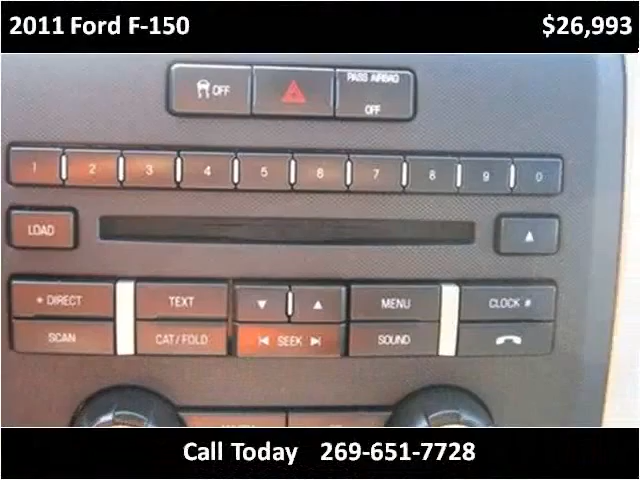 2011 Ford F-150 $26,993
OFF PASS AIRBAG
OFF
1 2 3 4 5 6 7 8 9 0
LOAD
* DIRECT TEXT MENU CLOCK #
SCAN CAT/FOLD SEEK SOUND
Call Today 269-651-7728